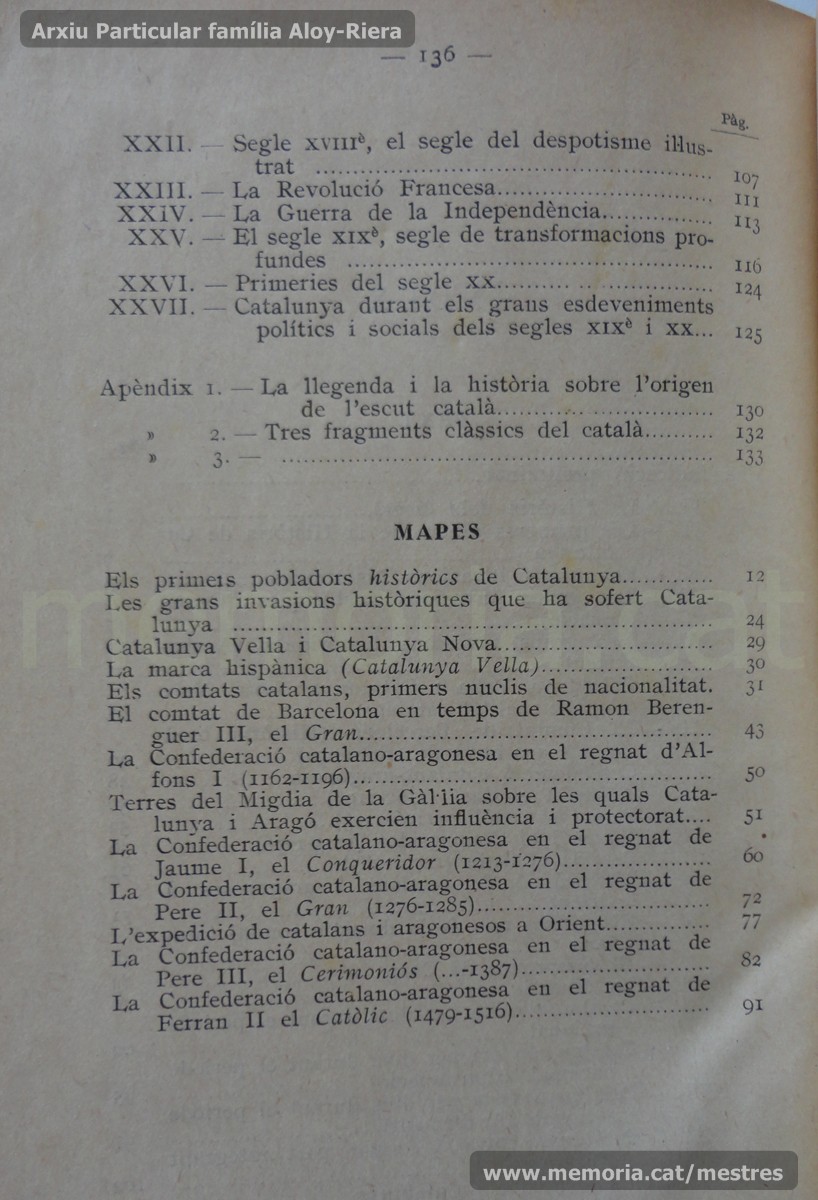 Arxiu Particular família Aloy-Riera
— 136 —
Pàg.
XXII. — Segle XVIIIè, el segle del despotisme il·lus-
trat ........ 107
XXIII. — La Revolució Francesa........ 111
XXiV. — La Guerra de la Independència........ 113
XXV. — El segle XIXè, segle de transformacions pro-
fundes ........ 116
XXVI. — Primeries del segle XX........ 124
XXVII. — Catalunya durant els grans esdeveniments
polítics i socials dels segles XIXè i XX... 125
Apèndix 1. — La llegenda i la història sobre l'origen
de l'escut català........ 130
» 2. — Tres fragments clàssics del català........ 132
» 3. — ........ 133
MAPES
Els primers pobladors històrics de Catalunya........ 12
Les grans invasions històriques que ha sofert Cata-
lunya ........ 24
Catalunya Vella i Catalunya Nova........ 29
La marca hispànica (Catalunya Vella)........ 30
Els comtats catalans, primers nuclis de nacionalitat. 31
El comtat de Barcelona en temps de Ramon Beren-
guer III, el Gran........ 43
La Confederació catalano-aragonesa en el regnat d'Al-
fons I (1162-1196)........ 50
Terres del Migdia de la Gàl·lia sobre les quals Cata-
lunya i Aragó exercien influència i protectorat.... 51
La Confederació catalano-aragonesa en el regnat de
Jaume I, el Conqueridor (1213-1276)........ 60
La Confederació catalano-aragonesa en el regnat de
Pere II, el Gran (1276-1285)........ 72
L'expedició de catalans i aragonesos a Orient........ 77
La Confederació catalano-aragonesa en el regnat de
Pere III, el Cerimoniós (...-1387)........ 82
La Confederació catalano-aragonesa en el regnat de
Ferran II el Catòlic (1479-1516)........ 91
www.memoria.cat/mestres